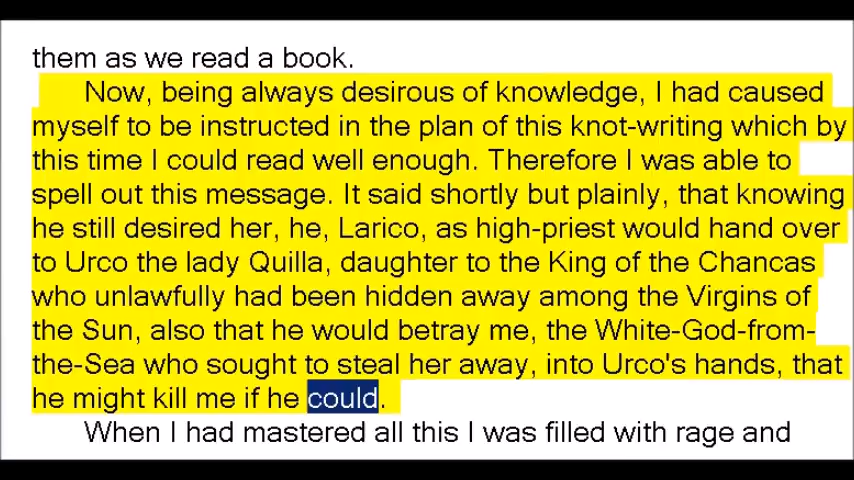 them as we read a book.
Now, being always desirous of knowledge, I had caused
myself to be instructed in the plan of this knot-writing which by
this time I could read well enough. Therefore I was able to
spell out this message. It said shortly but plainly, that knowing
he still desired her, he, Larico, as high-priest would hand over
to Urco the lady Quilla, daughter to the King of the Chancas
who unlawfully had been hidden away among the Virgins of
the Sun, also that he would betray me, the White-God-from-
the-Sea who sought to steal her away, into Urco's hands, that
he might kill me if he could.
When I had mastered all this I was filled with rage and